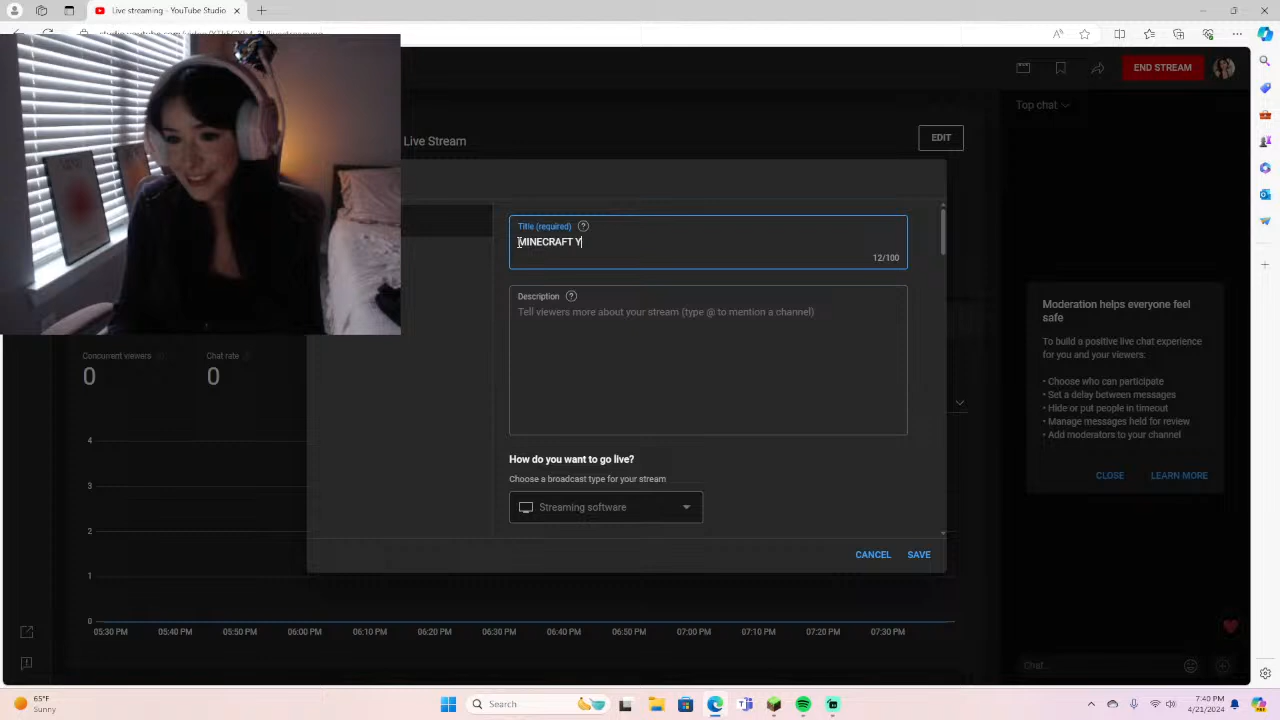 Live streaming
Starting
Live streaming dashboard - YouT
END STREAM
Top chat
Live Stream
EDIT
Title (required)
MINECRAFT Y
12/100
Description
Tell viewers more about your stream (type @ to mention a channel)
Moderation helps everyone feel
safe
To build a positive live chat experience
for you and your viewers:
• Choose who can participate
• Set a delay between messages
• Hide or put people in timeout
• Manage messages held for review
• Add moderators to your channel
CLOSE
LEARN MORE
Concurrent viewers
Chat rate
0
0
How do you want to go live?
Choose a broadcast type for your stream
Streaming software
CANCEL
SAVE
4
3
2
1
0
05:30 PM 05:40 PM 05:50 PM 06:00 PM 06:10 PM 06:20 PM 06:30 PM 06:40 PM 06:50 PM 07:00 PM 07:10 PM 07:20 PM 07:30 PM
Chat...
65°
Search
7:40 PM